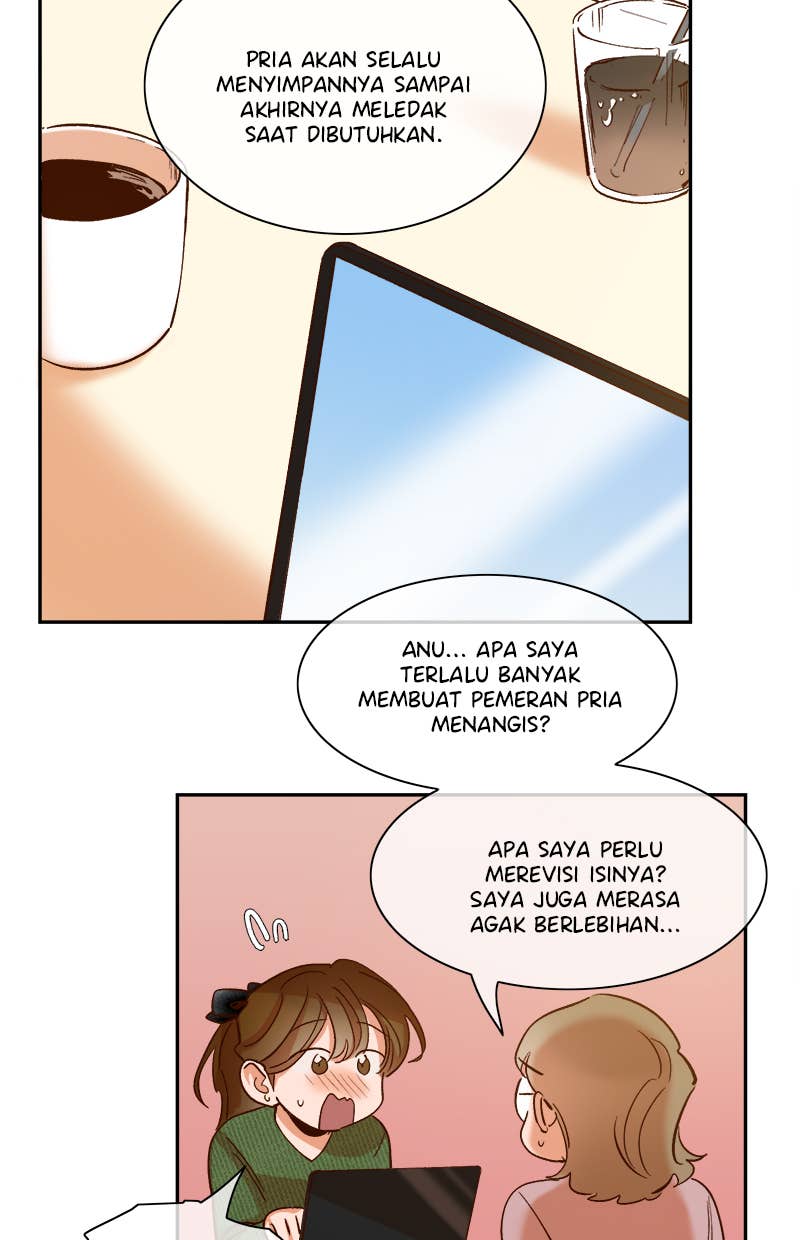 PRIA AKAN SELALU
MENYIMPANNYA SAMPAI
AKHIRNYA MELEDAK
SAAT DIBUTUHKAN.
ANU... APA SAYA
TERLALU BANYAK
MEMBUAT PEMERAN PRIA
MENANGIS?
APA SAYA PERLU
MEREVISI ISINYA?
SAYA JUGA MERASA
AGAK BERLEBIHAN...